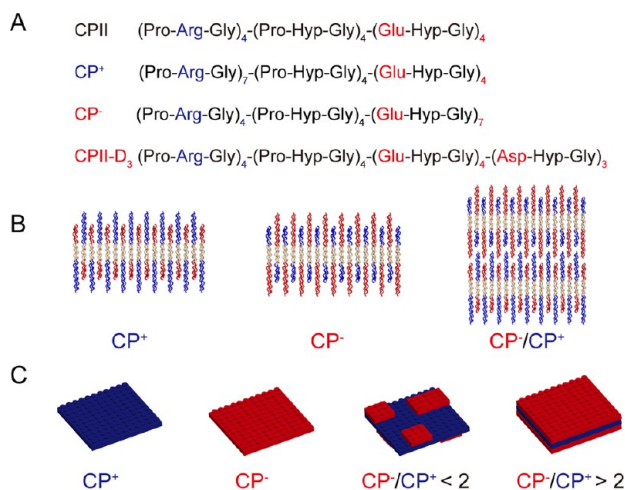 A
CPII (Pro-Arg-Gly)4-(Pro-Hyp-Gly)4-(Glu-Hyp-Gly)4
CP+ (Pro-Arg-Gly)7-(Pro-Hyp-Gly)4-(Glu-Hyp-Gly)4
CP- (Pro-Arg-Gly)4-(Pro-Hyp-Gly)4-(Glu-Hyp-Gly)7
CPII-D3 (Pro-Arg-Gly)4-(Pro-Hyp-Gly)4-(Glu-Hyp-Gly)4-(Asp-Hyp-Gly)3
B
CP+ CP- CP-/CP+
C
CP+ CP- CP-/CP+ < 2 CP-/CP+ > 2